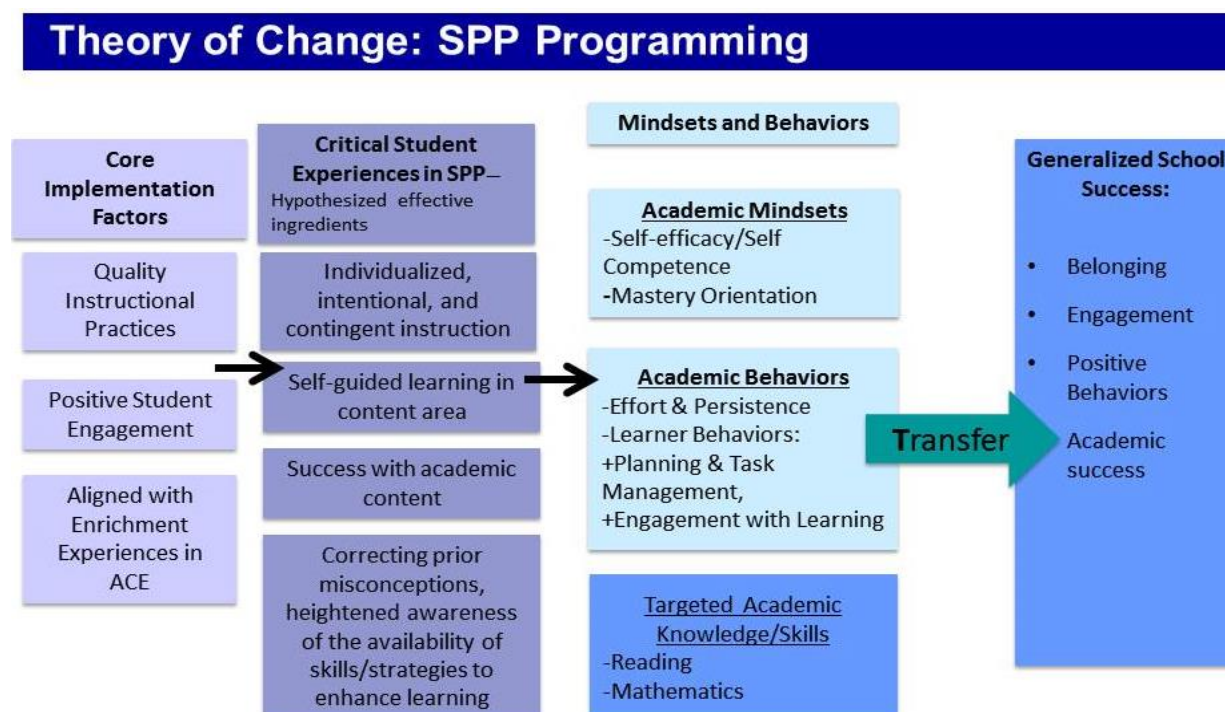 Theory of Change: SPP Programming
Core
Implementation
Factors
Quality
Instructional
Practices
Positive Student
Engagement
Aligned with
Enrichment
Experiences in
ACE
Critical Student
Experiences in SPP—
Hypothesized effective
ingredients
Individualized,
intentional, and
contingent instruction
Self-guided learning in
content area
Success with academic
content
Correcting prior
misconceptions,
heightened awareness
of the availability of
skills/strategies to
enhance learning
Mindsets and Behaviors
Academic Mindsets
-Self-efficacy/Self
Competence
-Mastery Orientation
Academic Behaviors
-Effort & Persistence
-Learner Behaviors:
+Planning & Task
Management,
+Engagement with Learning
Targeted Academic
Knowledge/Skills
-Reading
-Mathematics
Transfer
Generalized School
Success:
• Belonging
• Engagement
• Positive
Behaviors
• Academic
success